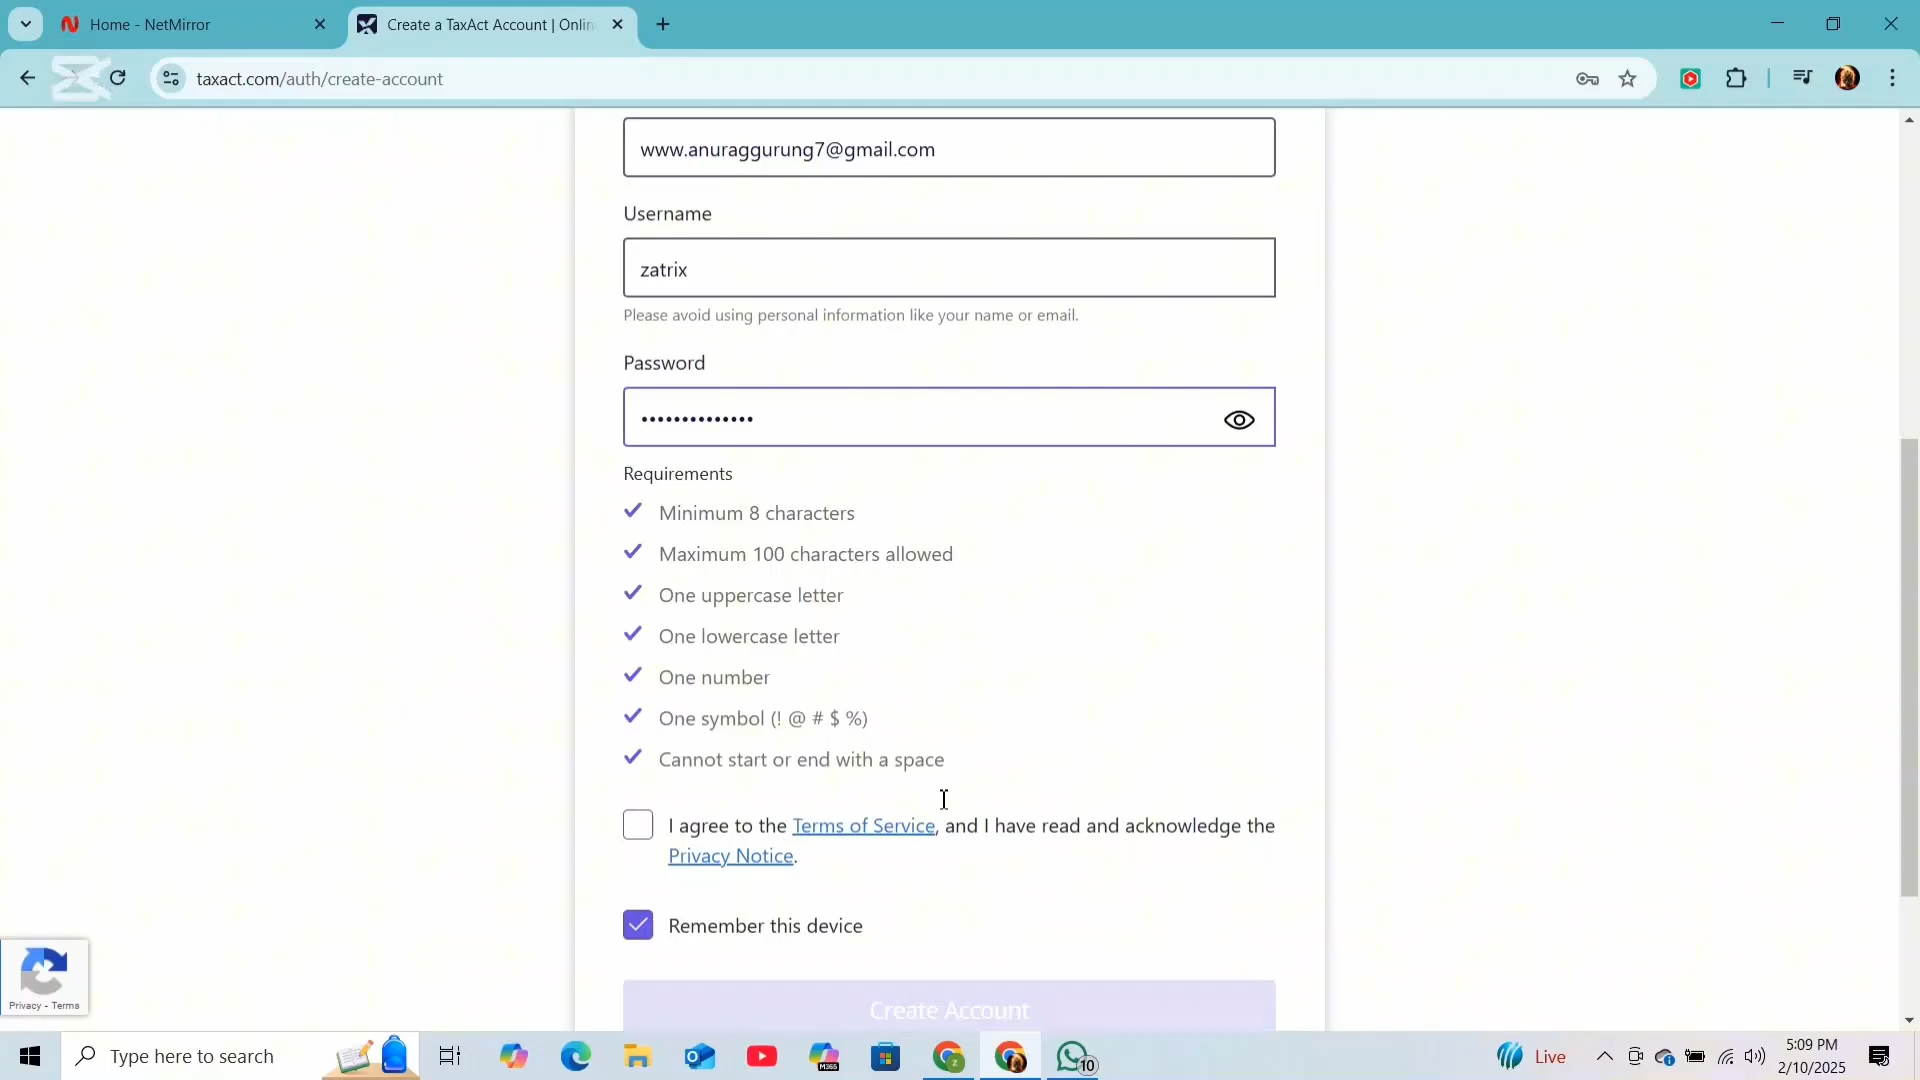 Home - NetMirror
Create a TaxAct Account | Onlin
taxact.com/auth/create-account
www.anuraggurung7@gmail.com
Username
zatrix
Please avoid using personal information like your name or email.
Password
••••••••••••••
Requirements
Minimum 8 characters
Maximum 100 characters allowed
One uppercase letter
One lowercase letter
One number
One symbol (! @ # $ %)
Cannot start or end with a space
I agree to the Terms of Service, and I have read and acknowledge the
Privacy Notice.
Remember this device
Create Account
Privacy - Terms
Type here to search
M365
10
Live
5:09 PM
2/10/2025